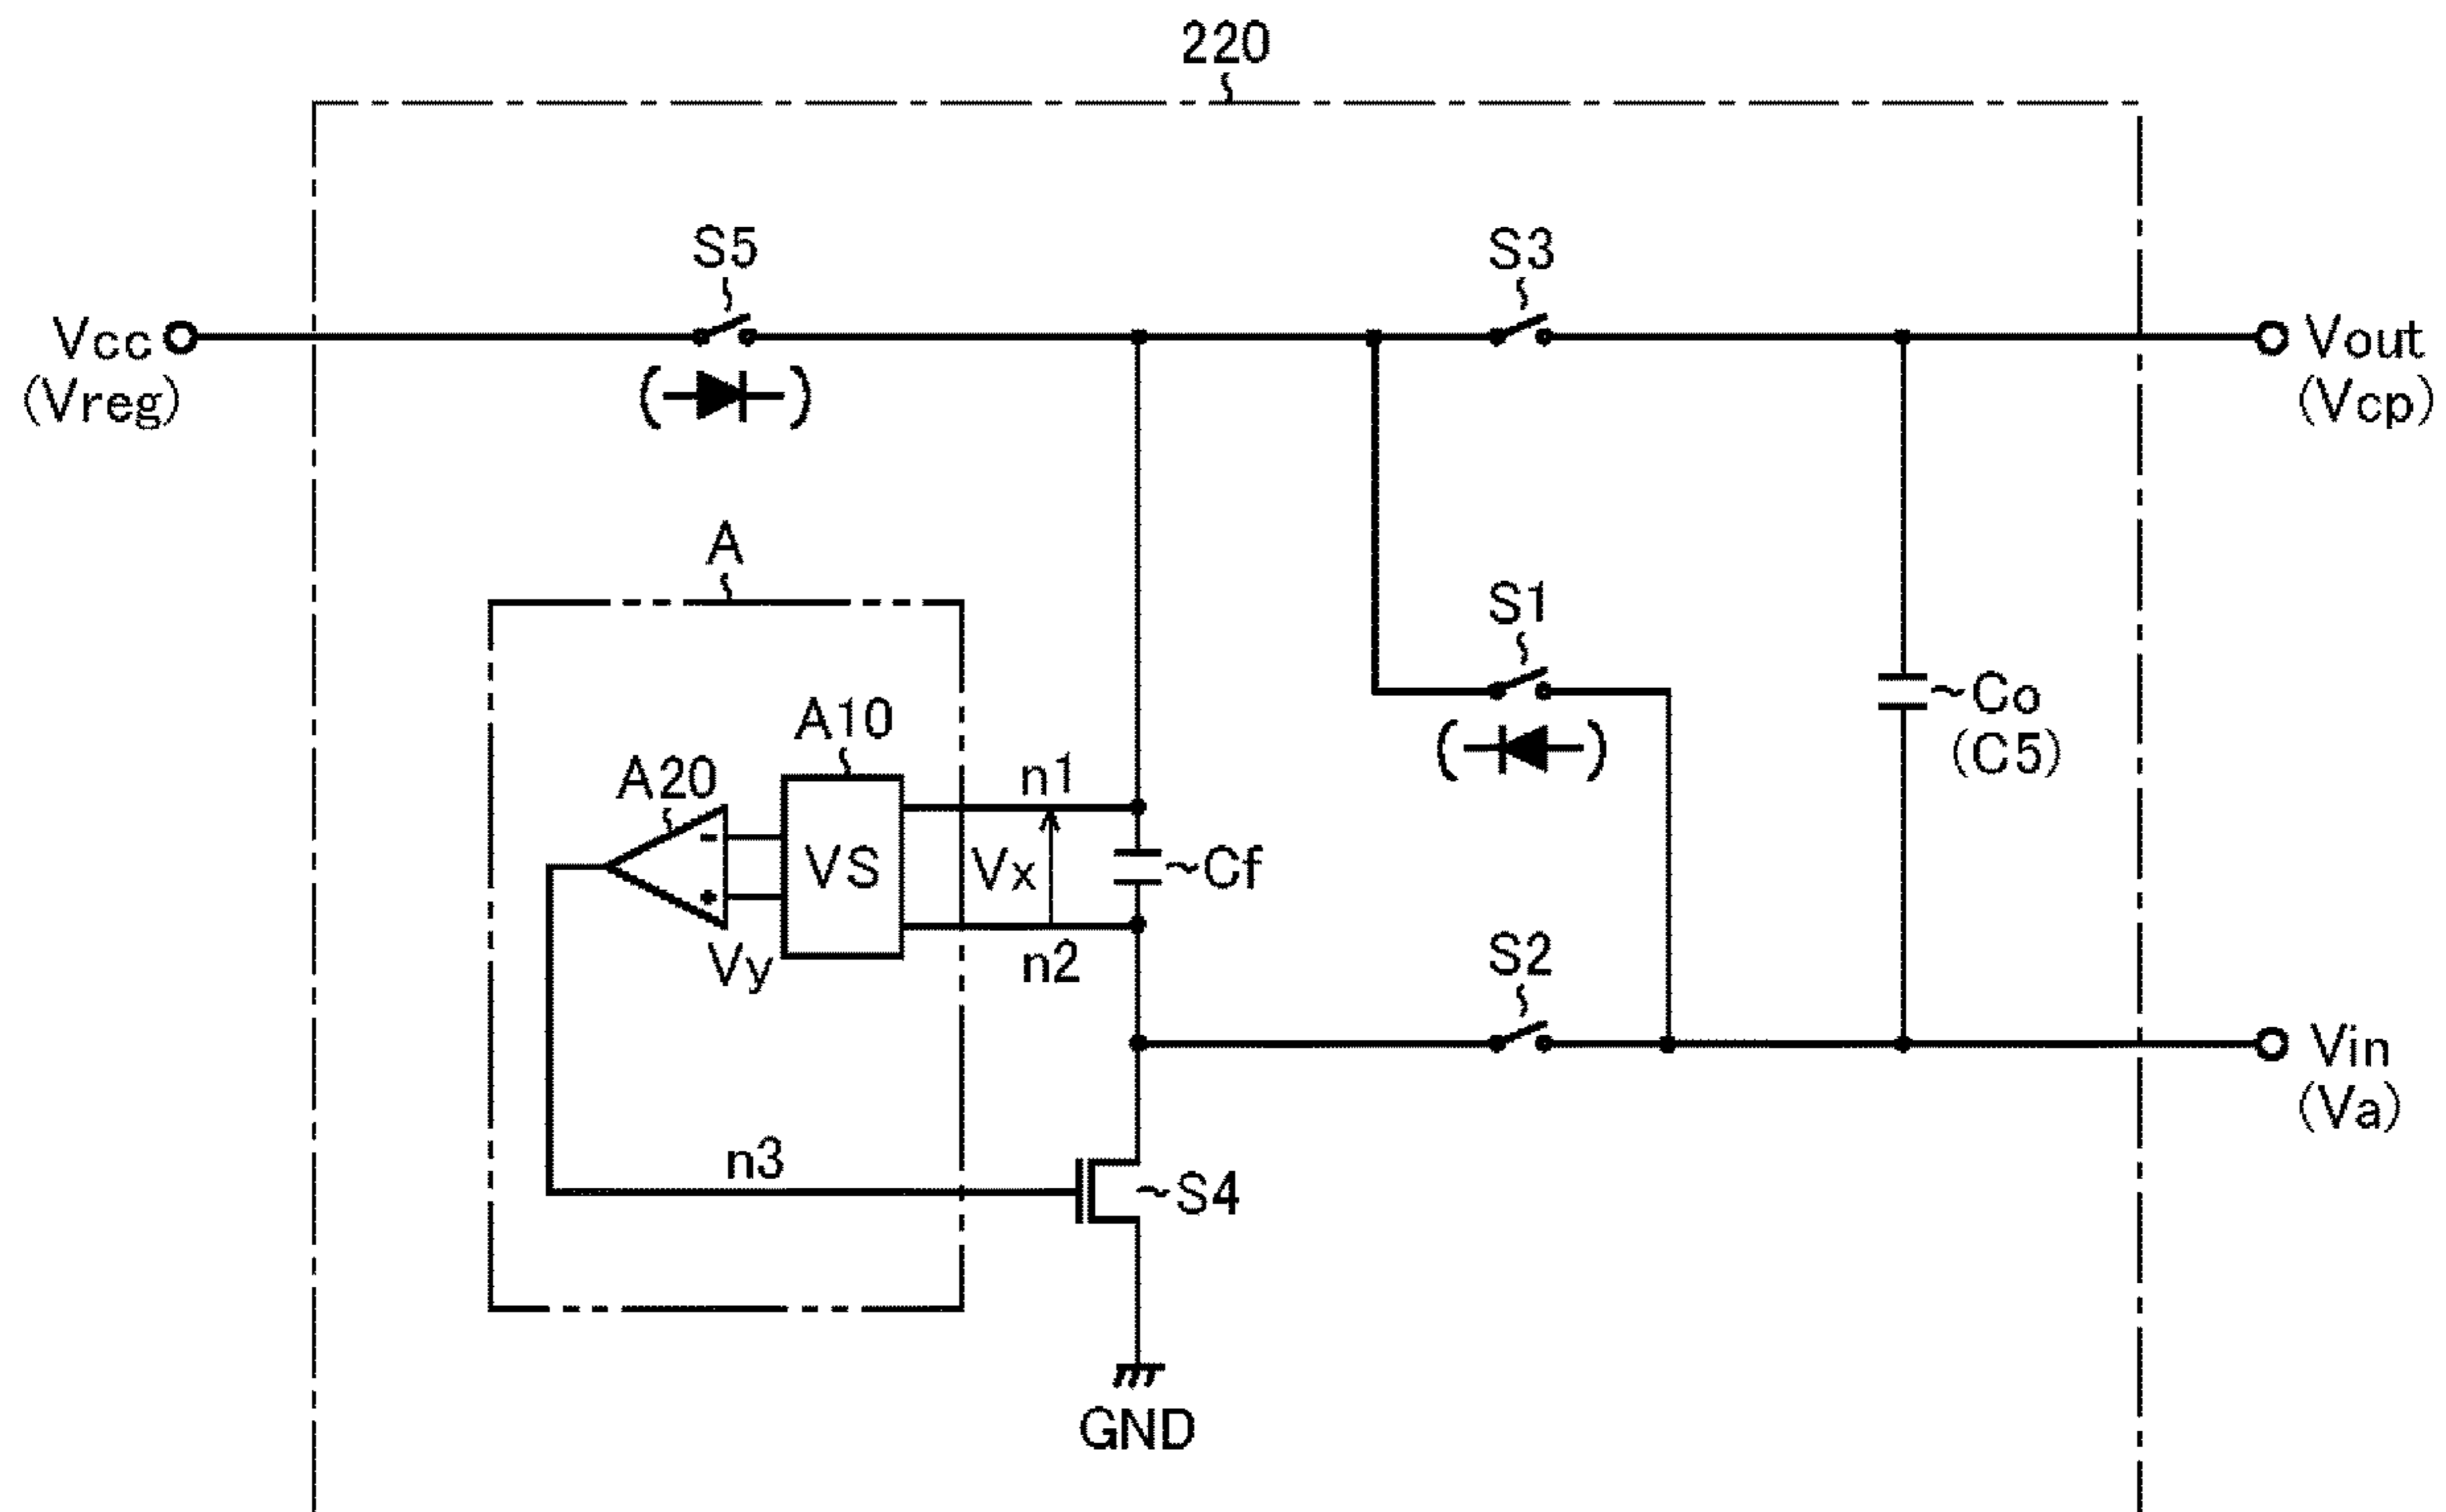 220
S5
S3
Vcc
(Vreg)
Vout
(Vcp)
A
S1
A10
A20
n1
-
VS
Vx
~Cf
~Co
(C5)
+
Vy
n2
S2
Vin
(Va)
n3
~S4
GND